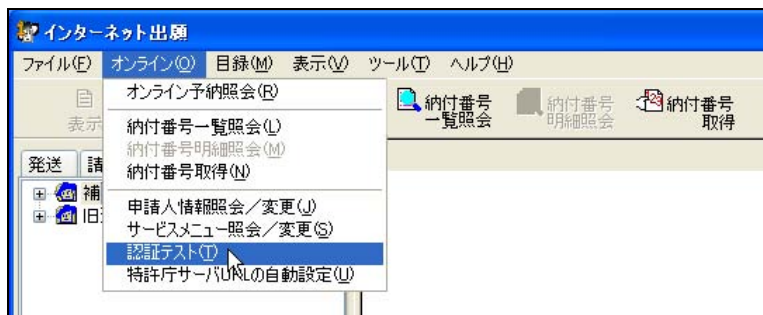 インターネット出願
ファイル(F) オンライン(O) 目録(M) 表示(V) ツール(T) ヘルプ(H)
表示
オンライン予納照会(R)
納付番号一覧照会(L)
納付番号明細照会(M)
納付番号取得(N)
申請人情報照会／変更(J)
サービスメニュー照会／変更(S)
認証テスト(T)
特許庁サーバURLの自動設定(U)
納付番号
一覧照会
納付番号
明細照会
納付番号
取得
発送 請
補
旧